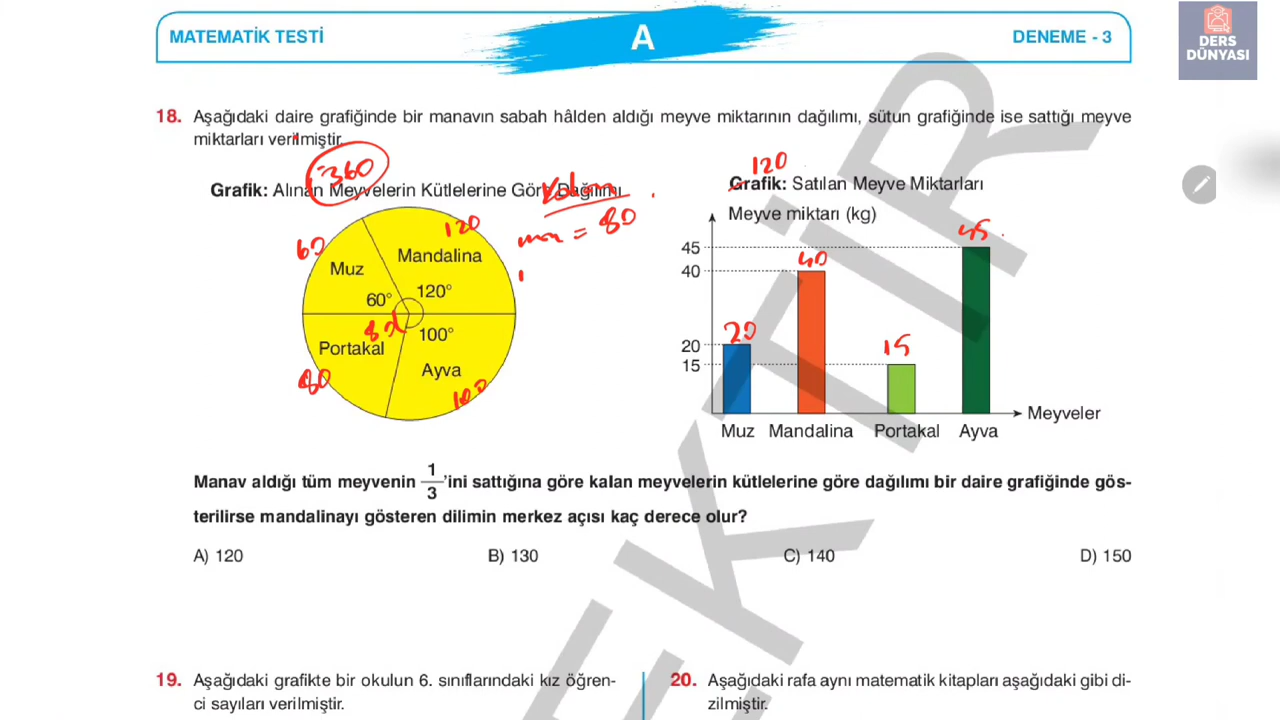 MATEMATİK TESTİ
A
DENEME - 3
DERS
DÜNYASI
18. Aşağıdaki daire grafiğinde bir manavın sabah hâlden aldığı meyve miktarının dağılımı, sütun grafiğinde ise sattığı meyve
miktarları verilmiştir.
=360
120
Grafik: Alınan Meyvelerin Kütlelerine Göre Dağılımı
Kalan
man = 80
60
120
Muz
Mandalina
60°
120°
80
100°
Portakal
Ayva
80
100
Grafik: Satılan Meyve Miktarları
Meyve miktarı (kg)
45
45
40
40
20
20
15
15
Meyveler
Muz Mandalina Portakal Ayva
Manav aldığı tüm meyvenin 1/3'ini sattığına göre kalan meyvelerin kütlelerine göre dağılımı bir daire grafiğinde gös-
terilirse mandalinayı gösteren dilimin merkez açısı kaç derece olur?
A) 120 B) 130 C) 140 D) 150
EKTİR
19. Aşağıdaki grafikte bir okulun 6. sınıflarındaki kız öğren-
ci sayıları verilmiştir.
20. Aşağıdaki rafa aynı matematik kitapları aşağıdaki gibi di-
zilmiştir.